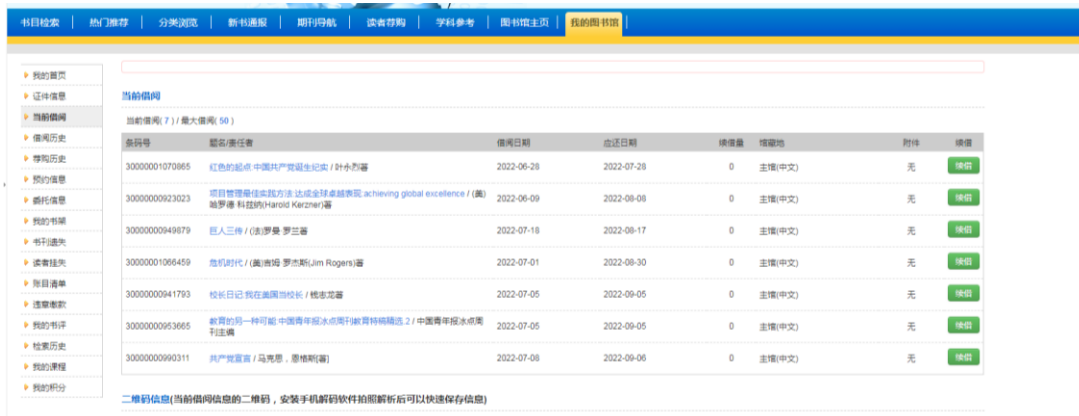 书目检索 热门推荐 分类浏览 新书通报 期刊导航 读者荐购 学科参考 图书馆主页 我的图书馆
我的首页
证件信息
当前借阅
借阅历史
荐购历史
预约信息
委托信息
我的书架
书刊遗失
读者挂失
账目清单
违章缴款
我的书评
检索历史
我的课程
我的积分
当前借阅
当前借阅( 7 ) / 最大借阅( 50 )
条码号 题名/责任者 借阅日期 应还日期 续借量 馆藏地 附件 续借
30000001070865 红色的起点:中国共产党诞生纪实 / 叶永烈著 2022-06-28 2022-07-28 0 主馆(中文) 无 续借
30000000923023 项目管理最佳实践方法:达成全球卓越表现:achieving global excellence / (美)
哈罗德·科兹纳(Harold Kerzner)著 2022-06-09 2022-08-08 0 主馆(中文) 无 续借
30000000949879 巨人三传 / (法)罗曼·罗兰著 2022-07-18 2022-08-17 0 主馆(中文) 无 续借
30000001066459 危机时代 / (美)吉姆·罗杰斯(Jim Rogers)著 2022-07-01 2022-08-30 0 主馆(中文) 无 续借
30000000941793 校长日记:我在美国当校长 / 钱志龙著 2022-07-05 2022-09-05 0 主馆(中文) 无 续借
30000000953665 教育的另一种可能:中国青年报冰点周刊教育特稿精选.2 / 中国青年报冰点周
刊主编 2022-07-05 2022-09-05 0 主馆(中文) 无 续借
30000000990311 共产党宣言 / 马克思，恩格斯[著] 2022-07-08 2022-09-06 0 主馆(中文) 无 续借
二维码信息(当前借阅信息的二维码，安装手机解码软件拍照解析后可以快速保存信息)